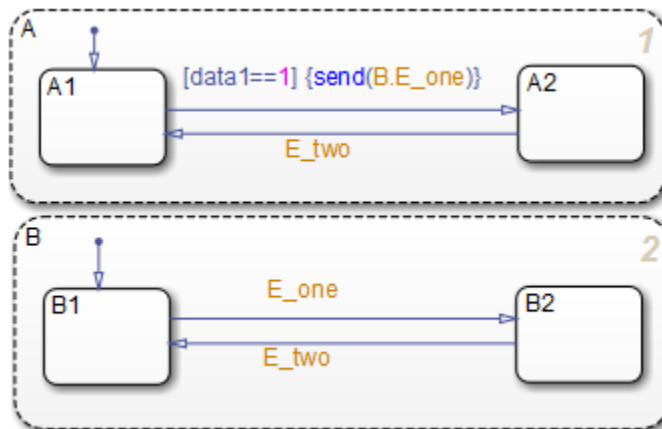 A
1
[data1==1] {send(B.E_one)}
A1
A2
E_two
B
2
E_one
B1
B2
E_two